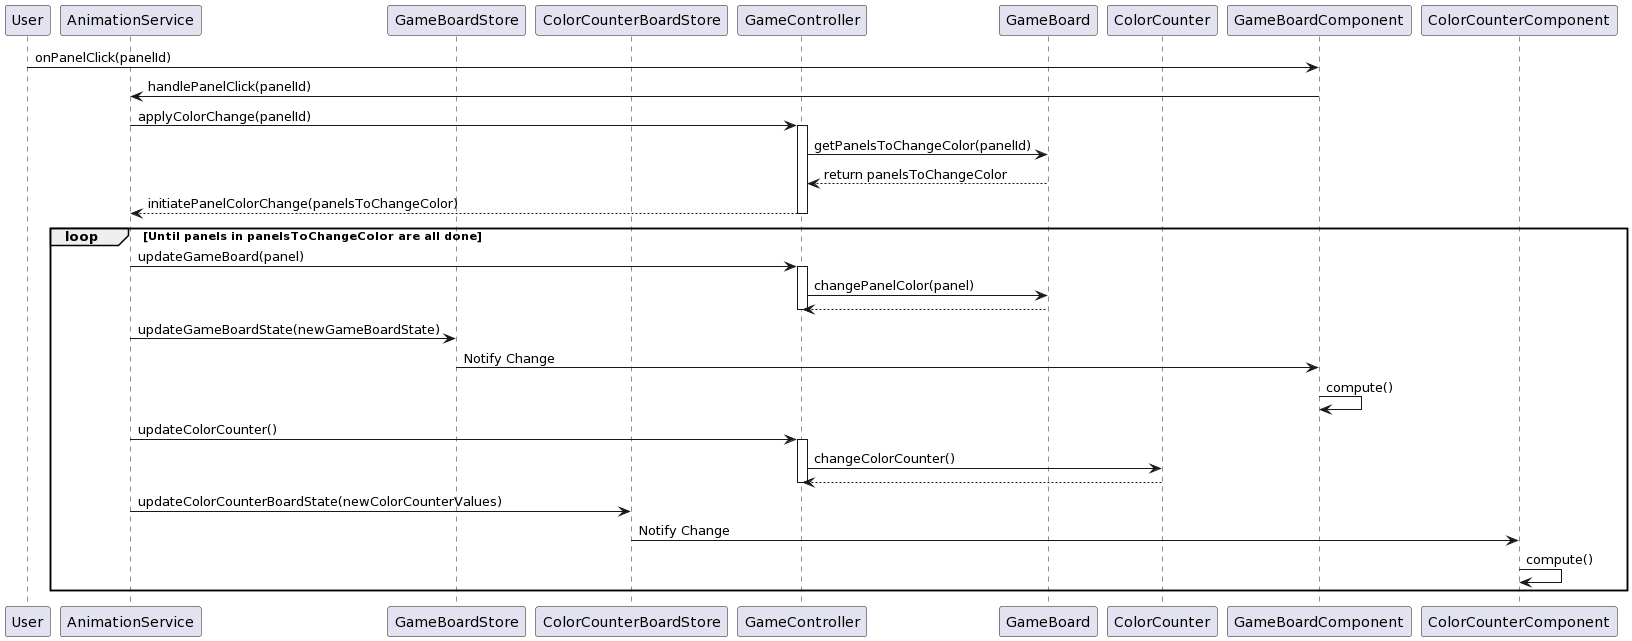 User AnimationService GameBoardStore ColorCounterBoardStore GameController GameBoard ColorCounter GameBoardComponent ColorCounterComponent
onPanelClick(panelId)
handlePanelClick(panelId)
applyColorChange(panelId)
getPanelsToChangeColor(panelId)
return panelsToChangeColor
initiatePanelColorChange(panelsToChangeColor)
loop [Until panels in panelsToChangeColor are all done]
updateGameBoard(panel)
changePanelColor(panel)
updateGameBoardState(newGameBoardState)
Notify Change
compute()
updateColorCounter()
changeColorCounter()
updateColorCounterBoardState(newColorCounterValues)
Notify Change
compute()
User AnimationService GameBoardStore ColorCounterBoardStore GameController GameBoard ColorCounter GameBoardComponent ColorCounterComponent